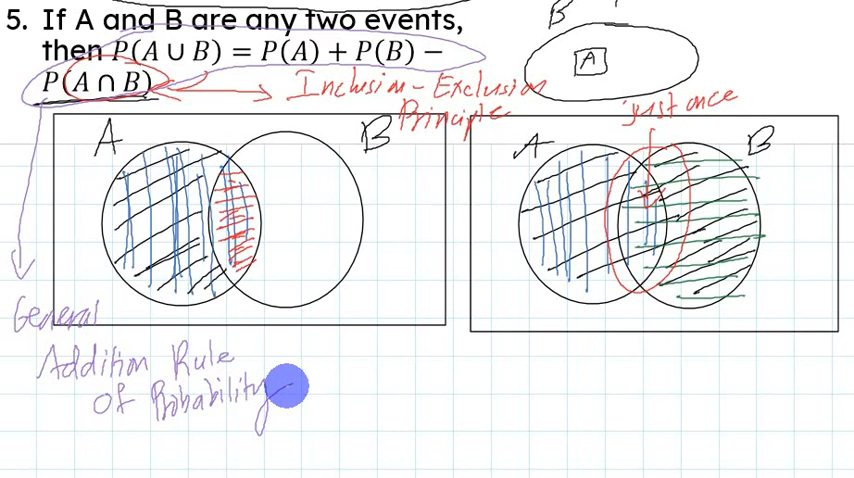 5. If A and B are any two events,
then P(A ∪ B) = P(A) + P(B) −
P(A ∩ B)
B
A
Inclusion - Exclusion
Principle
just once
A
B
A
B
General
Addition Rule
Of Probability